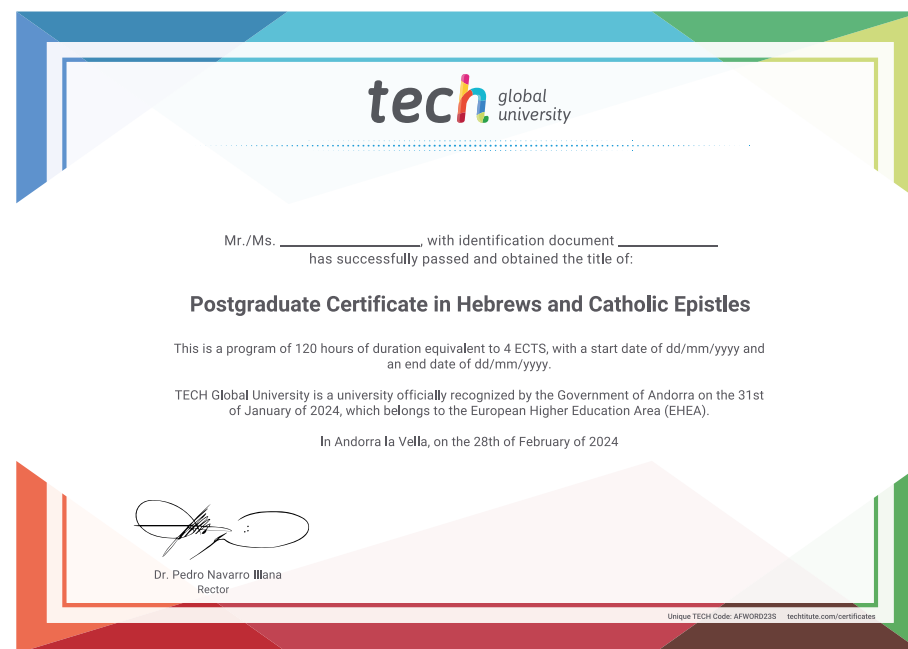 tech global
university
Mr./Ms. ____________________, with identification document ______________
has successfully passed and obtained the title of:
Postgraduate Certificate in Hebrews and Catholic Epistles
This is a program of 120 hours of duration equivalent to 4 ECTS, with a start date of dd/mm/yyyy and
an end date of dd/mm/yyyy.
TECH Global University is a university officially recognized by the Government of Andorra on the 31st
of January of 2024, which belongs to the European Higher Education Area (EHEA).
In Andorra la Vella, on the 28th of February of 2024
Dr. Pedro Navarro Illana
Rector
Unique TECH Code: AFWORD23S techtitute.com/certificates